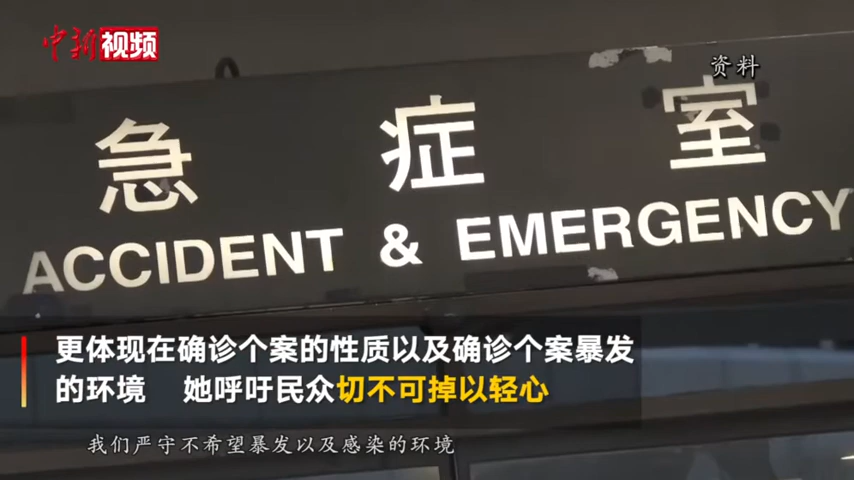 中新视频
资料
急症室
ACCIDENT & EMERGENCY
更体现在确诊个案的性质以及确诊个案暴发
的环境 她呼吁民众切不可掉以轻心
我们严守不希望暴发以及感染的环境